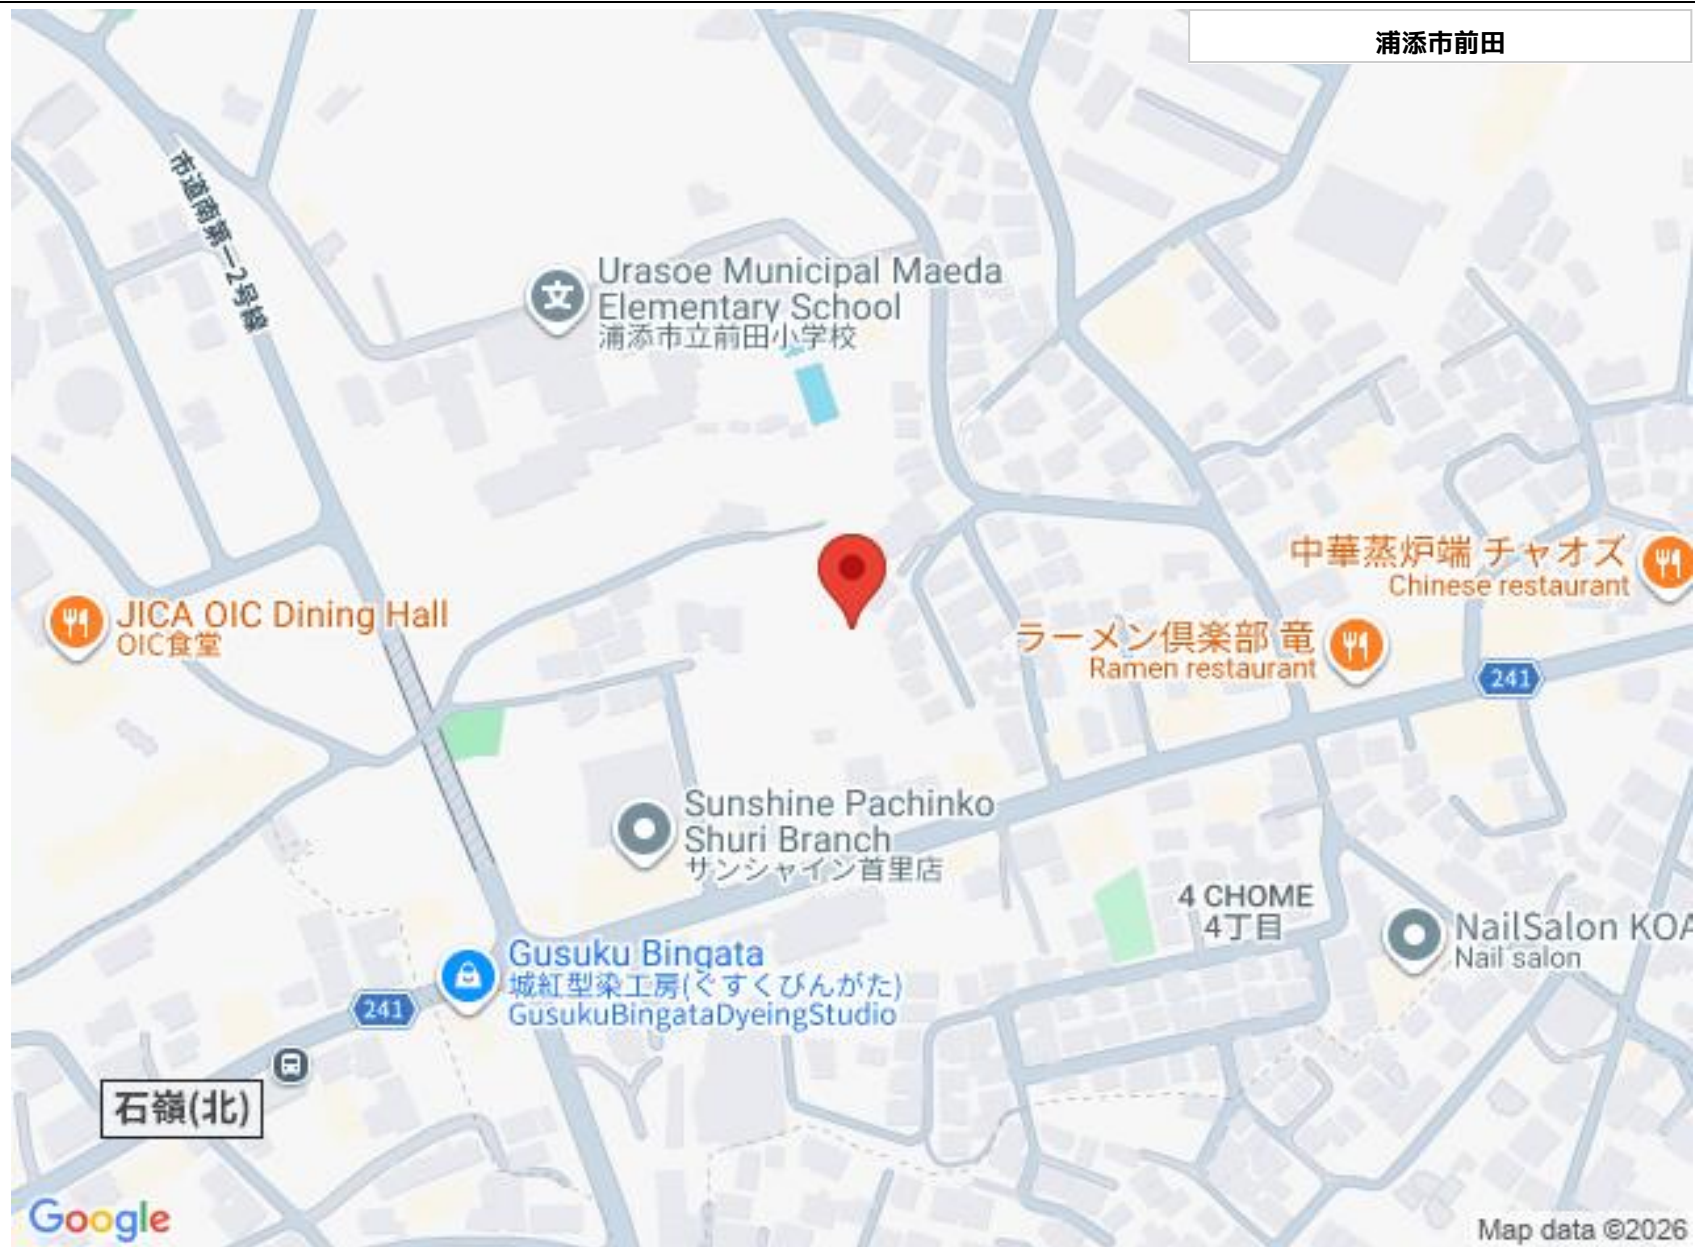 浦添市前田
市道南第一2号線
Urasoe Municipal Maeda
Elementary School
浦添市立前田小学校
中華蒸炉端 チャオズ
Chinese restaurant
JICA OIC Dining Hall
OIC食堂
ラーメン倶楽部 竜
Ramen restaurant
241
Sunshine Pachinko
Shuri Branch
サンシャイン首里店
4 CHOME
4丁目
NailSalon KOA
Nail salon
Gusuku Bingata
城紅型染工房(ぐすくびんがた)
GusukuBingataDyeingStudio
241
石嶺(北)
Google
Map data ©2026